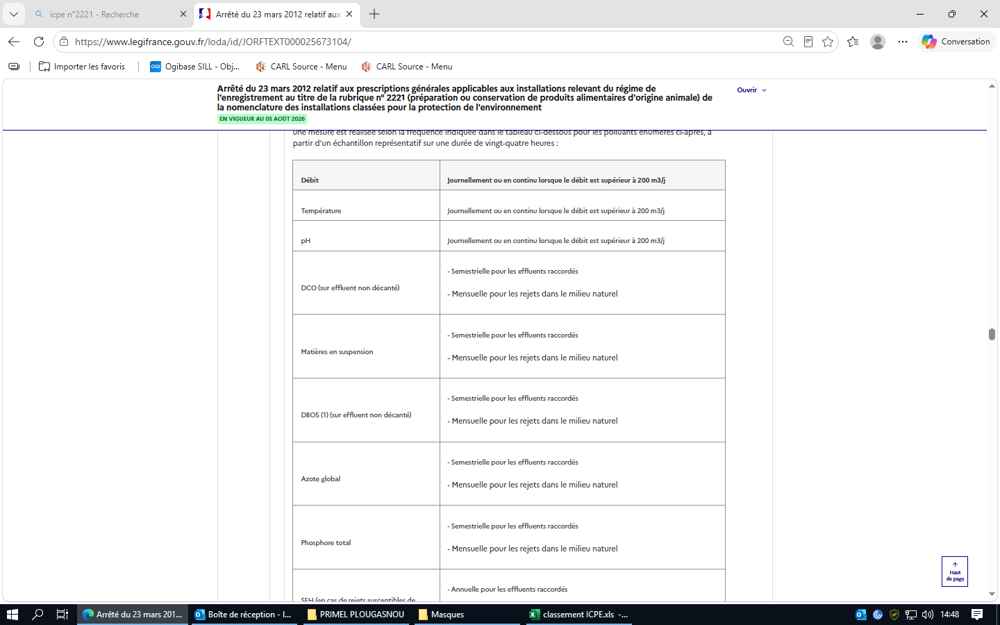 icpe n°2221 - Recherche
Arrêté du 23 mars 2012 relatif aux
https://www.legifrance.gouv.fr/loda/id/JORFTEXT000025673104/
Conversation
Importer les favoris
OGI
Ogibase SILL - Obj...
CARL Source - Menu
CARL Source - Menu
Arrêté du 23 mars 2012 relatif aux prescriptions générales applicables aux installations relevant du régime de
l'enregistrement au titre de la rubrique n° 2221 (préparation ou conservation de produits alimentaires d'origine animale) de
la nomenclature des installations classées pour la protection de l'environnement
EN VIGUEUR AU 03 AOÛT 2026
Ouvrir
une mesure est réalisée selon la fréquence indiquée dans le tableau ci-dessous pour les polluants énumérés ci-après, à
partir d'un échantillon représentatif sur une durée de vingt-quatre heures :
Débit
Journellement ou en continu lorsque le débit est supérieur à 200 m3/j
Température
Journellement ou en continu lorsque le débit est supérieur à 200 m3/j
pH
Journellement ou en continu lorsque le débit est supérieur à 200 m3/j
DCO (sur effluent non décanté)
- Semestrielle pour les effluents raccordés
- Mensuelle pour les rejets dans le milieu naturel
Matières en suspension
- Semestrielle pour les effluents raccordés
- Mensuelle pour les rejets dans le milieu naturel
DBO5 (1) (sur effluent non décanté)
- Semestrielle pour les effluents raccordés
- Mensuelle pour les rejets dans le milieu naturel
Azote global
- Semestrielle pour les effluents raccordés
- Mensuelle pour les rejets dans le milieu naturel
Phosphore total
- Semestrielle pour les effluents raccordés
- Mensuelle pour les rejets dans le milieu naturel
SEH (en cas de rejets susceptibles de
- Annuelle pour les effluents raccordés
Haut
de page
Arrêté du 23 mars 201...
Boîte de réception - I...
PRIMEL PLOUGASNOU
Masques
classement ICPE.xls -...
14:48